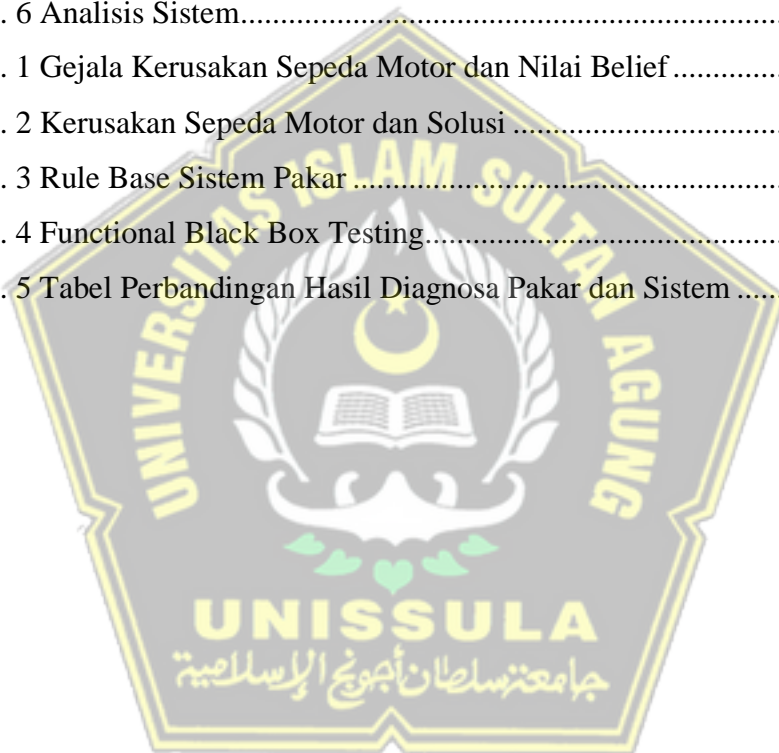 . 6 Analisis Sistem...........................................................................
. 1 Gejala Kerusakan Sepeda Motor dan Nilai Belief..............
. 2 Kerusakan Sepeda Motor dan Solusi...................................
. 3 Rule Base Sistem Pakar.........................................................
. 4 Functional Black Box Testing..............................................
. 5 Tabel Perbandingan Hasil Diagnosa Pakar dan Sistem......
UNIVERSITAS ISLAM SULTAN AGUNG
UNISSULA
جامعة سلطان أجونج الإسلامية